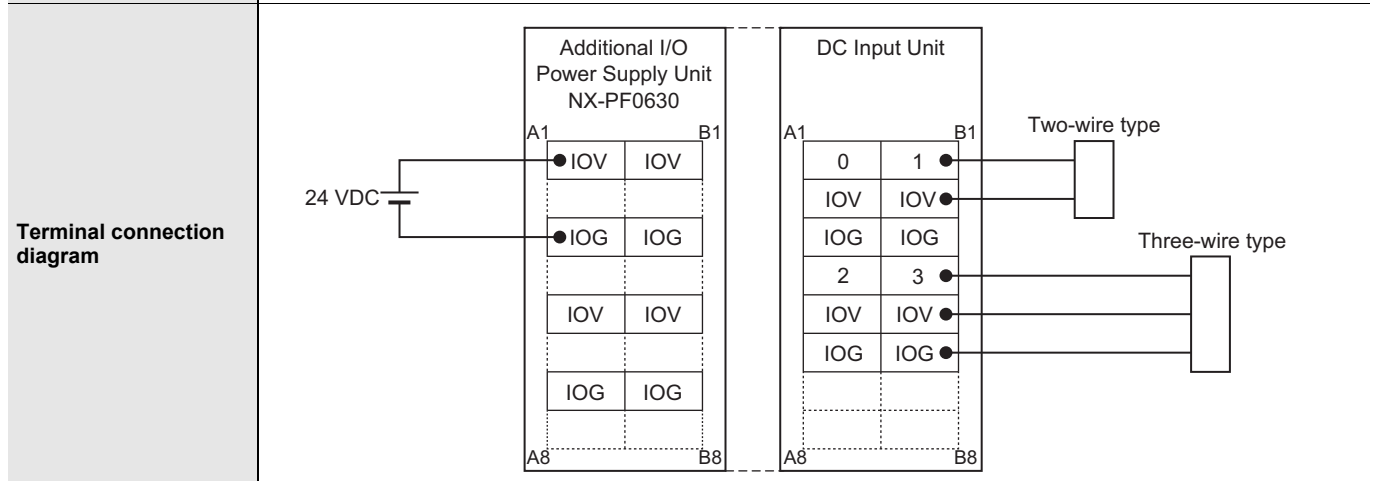 Terminal connection
diagram
24 VDC
Additional I/O
Power Supply Unit
NX-PF0630
A1 B1
IOV IOV
IOG IOG
IOV IOV
IOG IOG
A8 B8
DC Input Unit
A1 B1
0 1
IOV IOV
IOG IOG
2 3
IOV IOV
IOG IOG
A8 B8
Two-wire type
Three-wire type